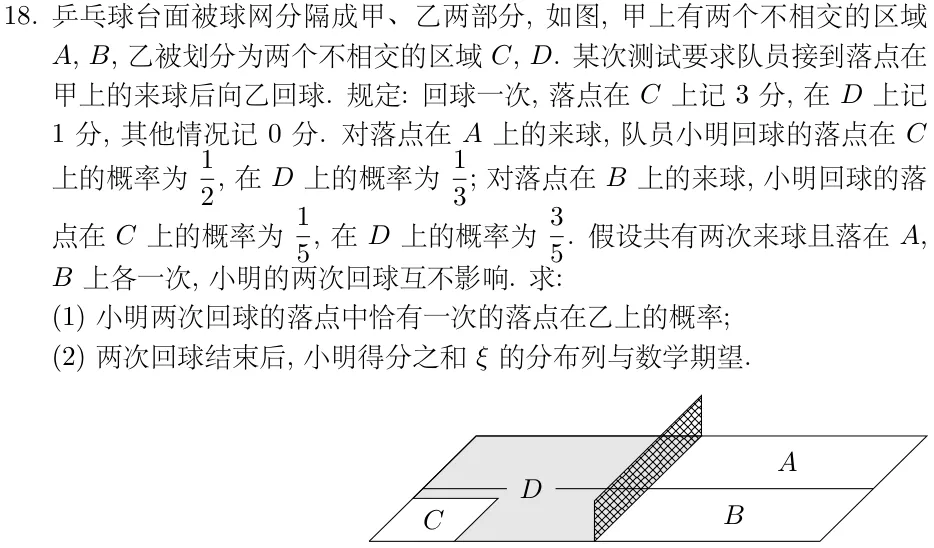 18. 乒乓球台面被球网分隔成甲、乙两部分, 如图, 甲上有两个不相交的区域
A, B, 乙被划分为两个不相交的区域 C, D. 某次测试要求队员接到落点在
甲上的来球后向乙回球. 规定: 回球一次, 落点在 C 上记 3 分, 在 D 上记
1 分, 其他情况记 0 分. 对落点在 A 上的来球, 队员小明回球的落点在 C
上的概率为 1/2, 在 D 上的概率为 1/3; 对落点在 B 上的来球, 小明回球的落
点在 C 上的概率为 1/5, 在 D 上的概率为 3/5. 假设共有两次来球且落在 A,
B 上各一次, 小明的两次回球互不影响. 求:
(1) 小明两次回球的落点中恰有一次的落点在乙上的概率;
(2) 两次回球结束后, 小明得分之和 ξ 的分布列与数学期望.
A
D
B
C